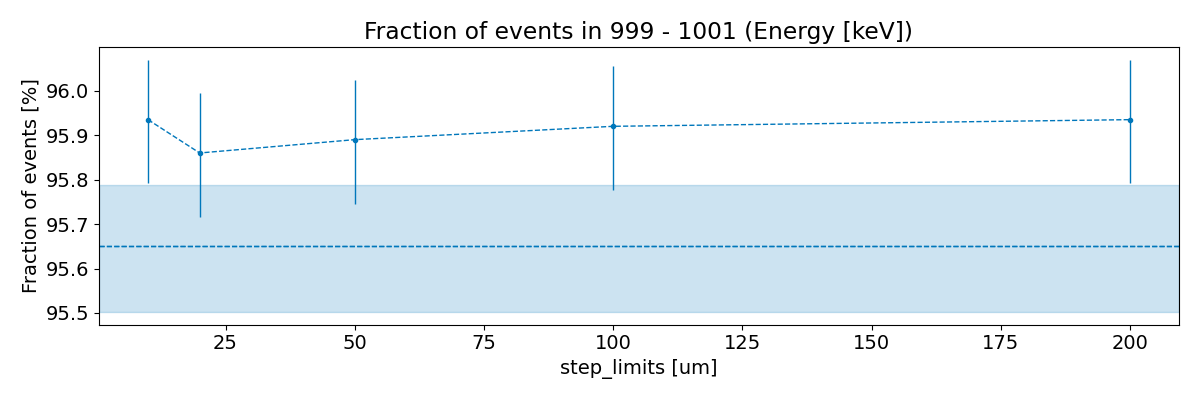 Fraction of events in 999 - 1001 (Energy [keV])
Fraction of events [%]
96.0
95.9
95.8
95.7
95.6
95.5
25 50 75 100 125 150 175 200
step_limits [um]